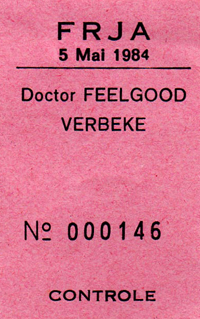 FRJA
5 Mai 1984
Doctor FEELGOOD
VERBEKE
Nº 000146
CONTROLE